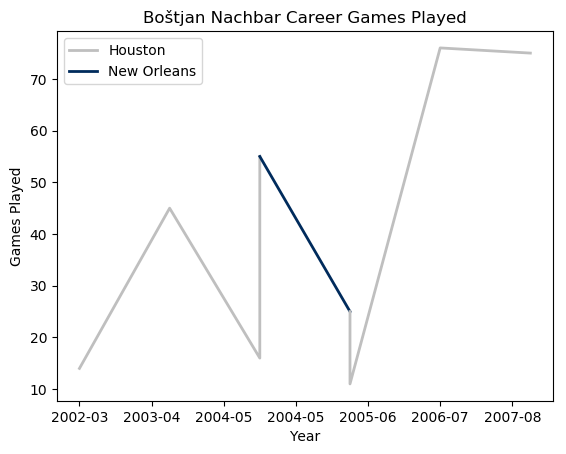 Boštjan Nachbar Career Games Played
Houston
New Orleans
70
60
50
40
30
20
10
Games Played
2002-03 2003-04 2004-05 2004-05 2005-06 2006-07 2007-08
Year